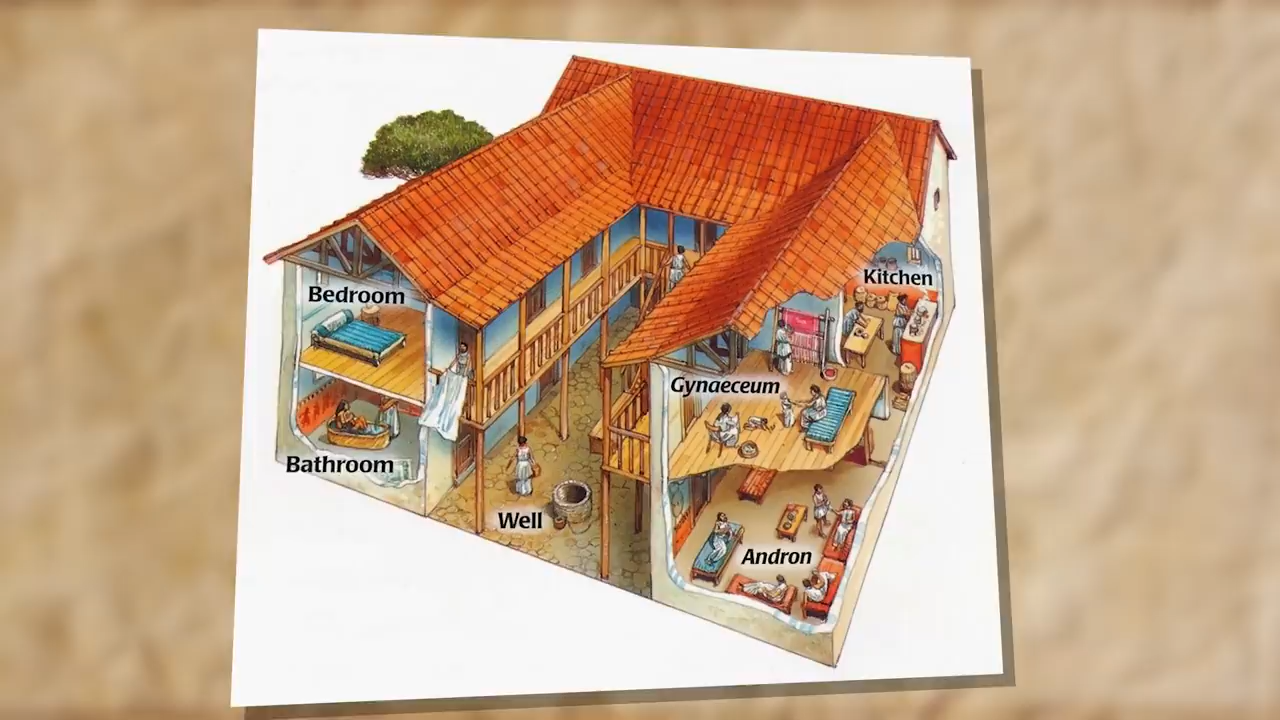 Kitchen
Bedroom
Gynaeceum
Bathroom
Well
Andron